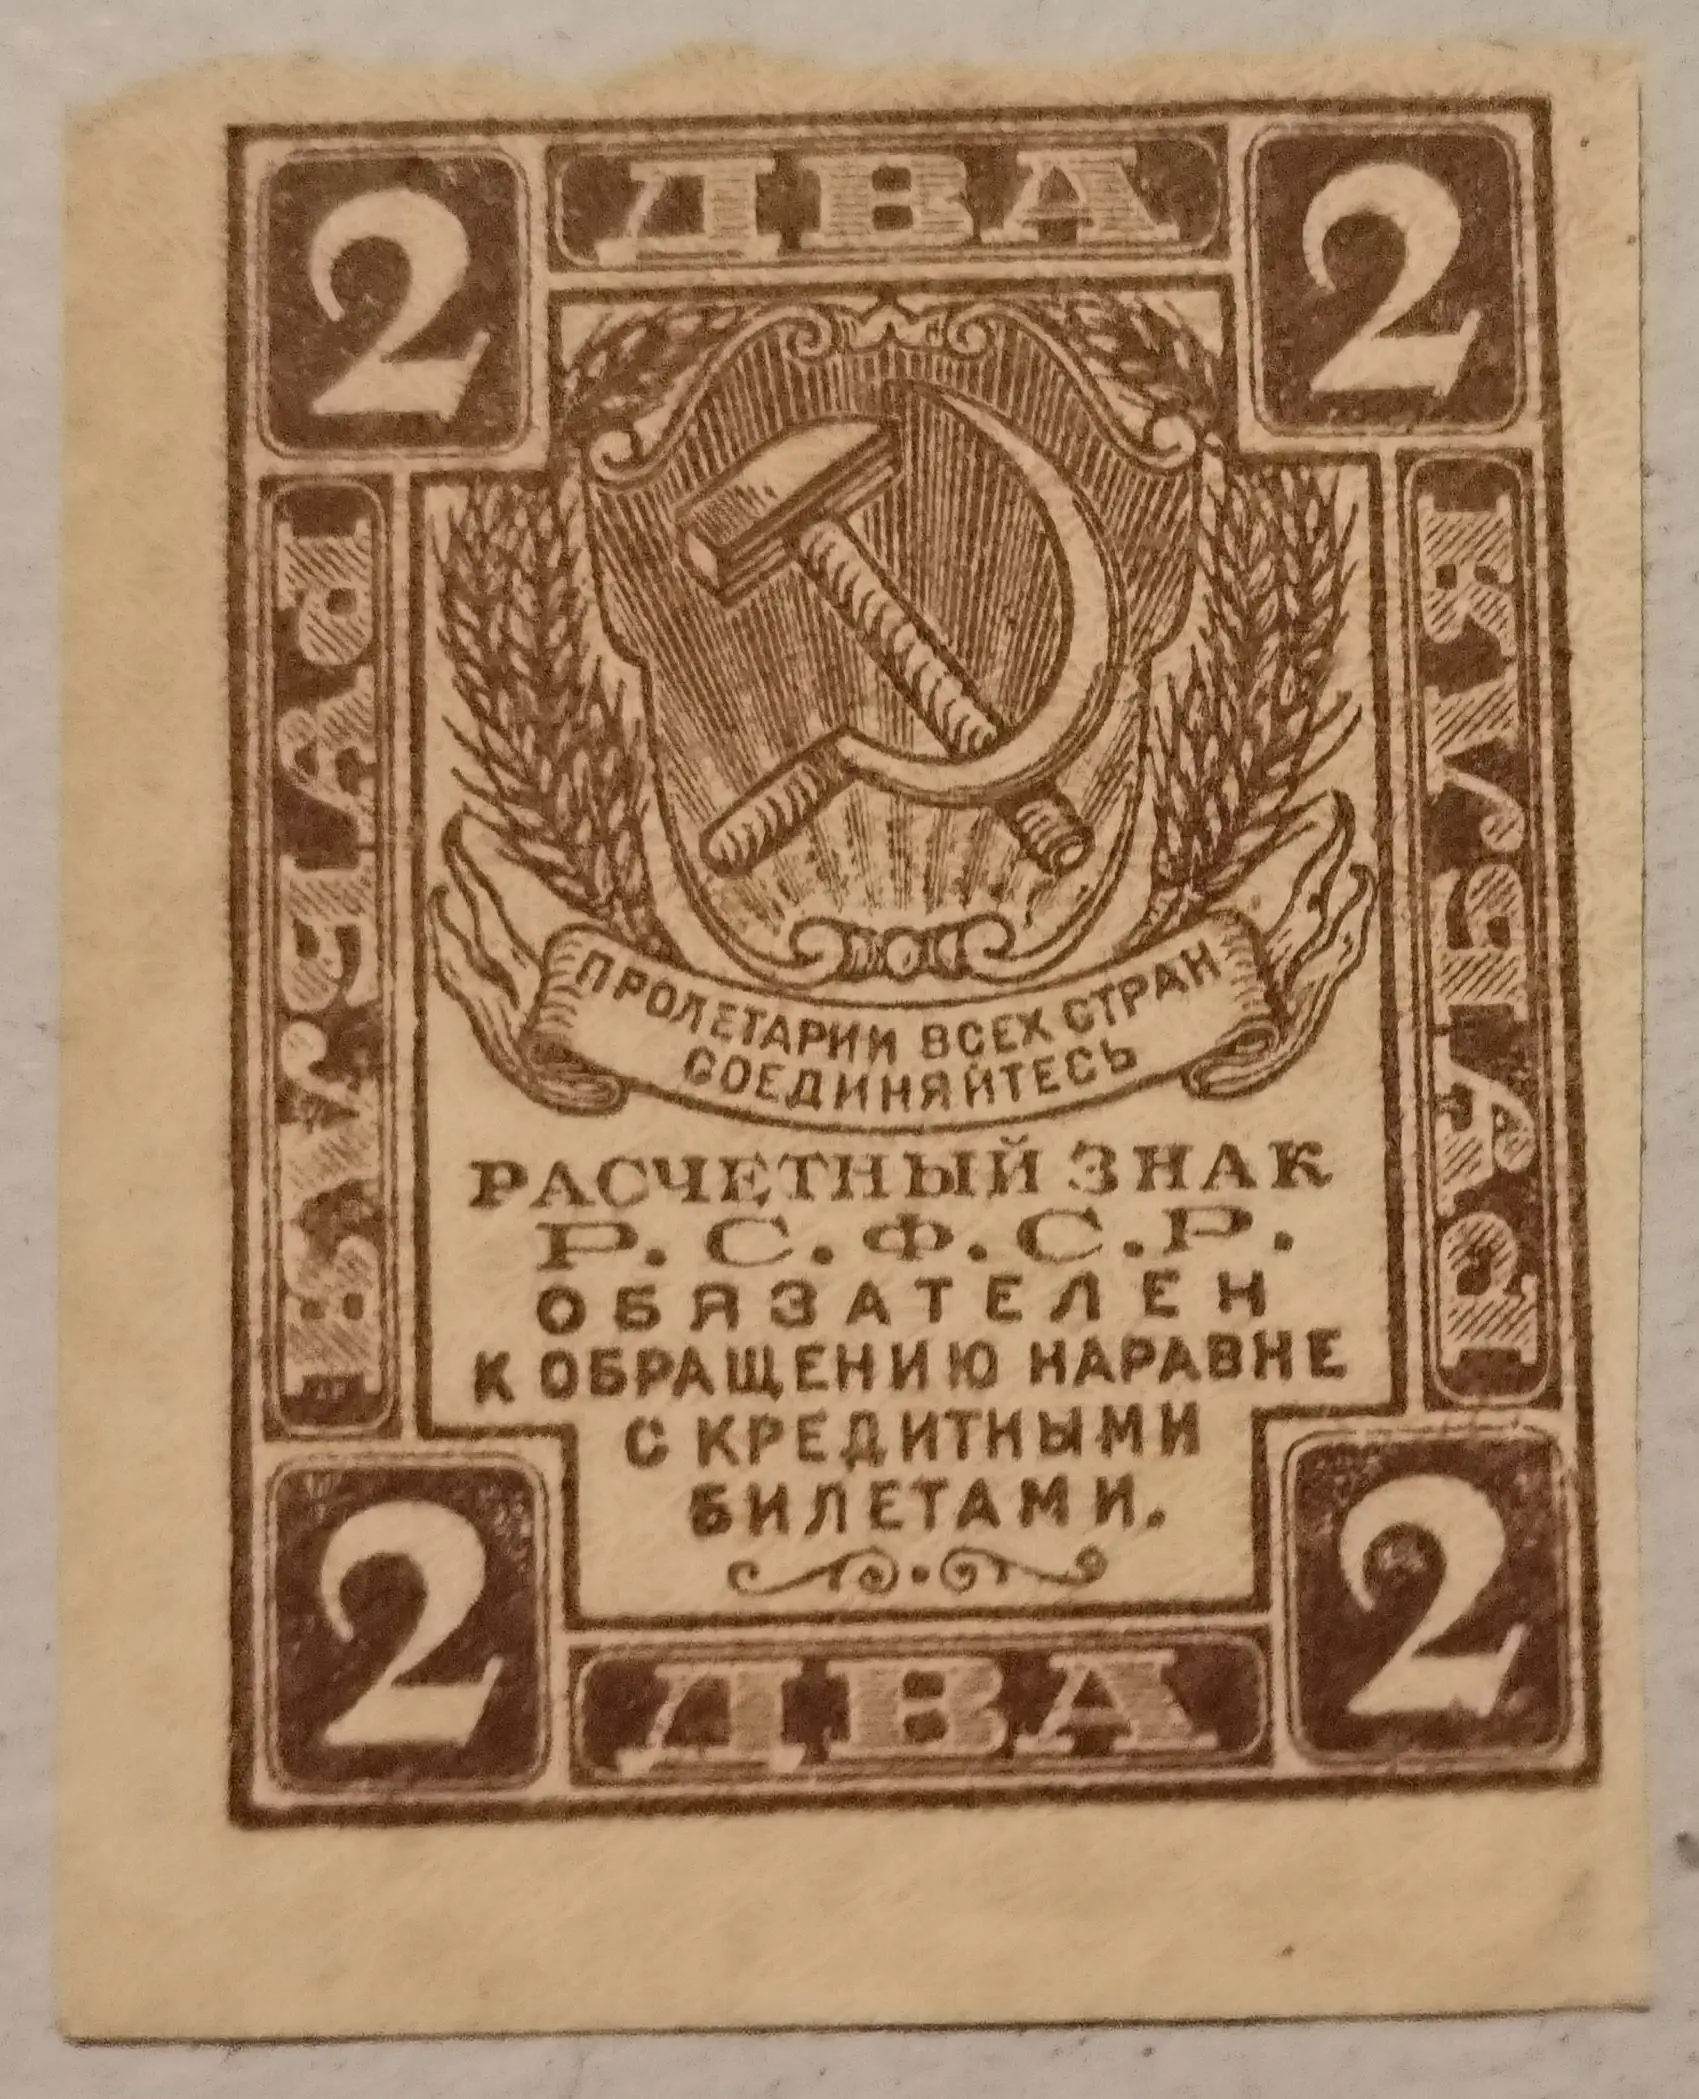 2 ДВА 2
РУБЛЯ
РУБЛЯ
ПРОЛЕТАРИИ ВСЕХ СТРАН
СОЕДИНЯЙТЕСЬ
РАСЧЕТНЫЙ ЗНАК
Р.С.Ф.С.Р.
ОБЯЗАТЕЛЕН
К ОБРАЩЕНИЮ НАРАВНЕ
С КРЕДИТНЫМИ
БИЛЕТАМИ.
2 ДВА 2